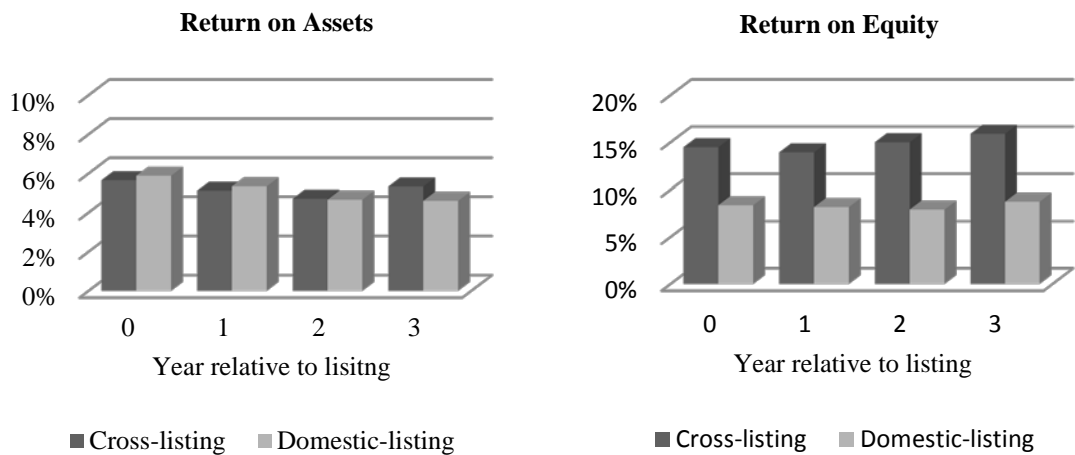 Return on Assets
10%
8%
6%
4%
2%
0%
0 1 2 3
Year relative to lisitng
Cross-listing Domestic-listing
Return on Equity
20%
15%
10%
5%
0%
0 1 2 3
Year relative to listing
Cross-listing Domestic-listing